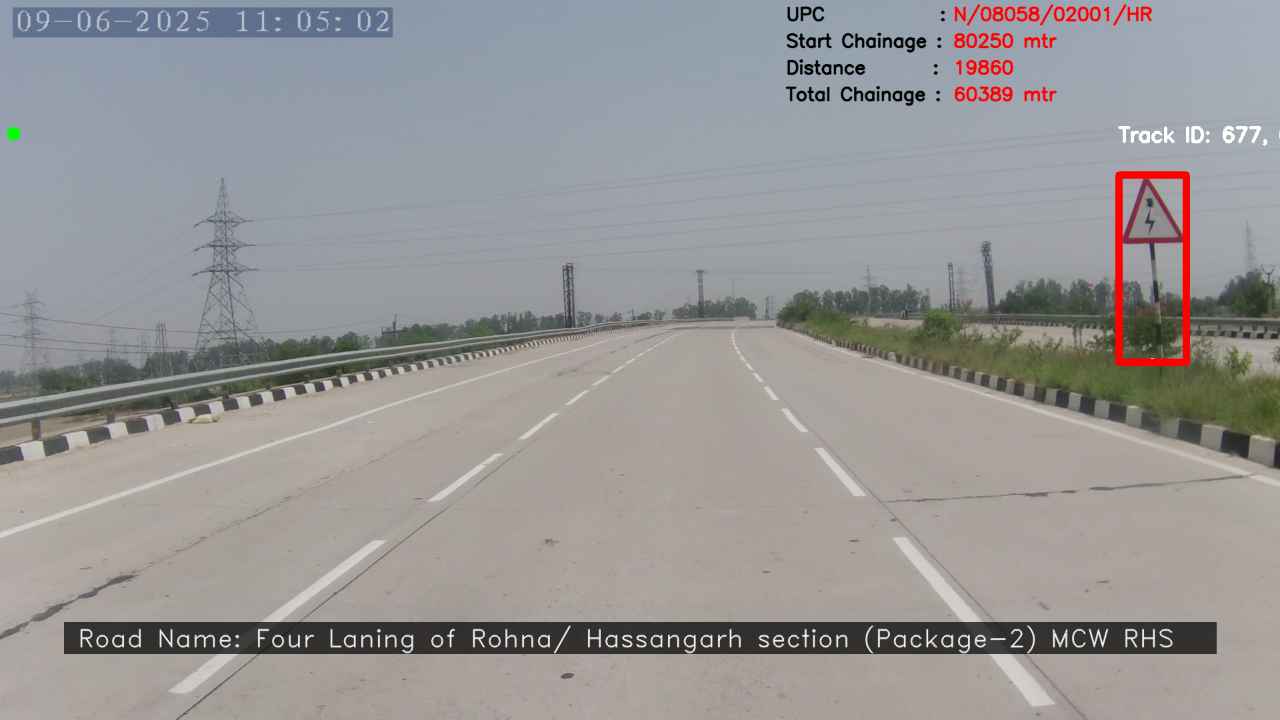 09-06-2025 11:05:02
UPC : N/08058/02001/HR
Start Chainage : 80250 mtr
Distance : 19860
Total Chainage : 60389 mtr
Track ID: 677,
Road Name: Four Laning of Rohna/ Hassangarh section (Package-2) MCW RHS